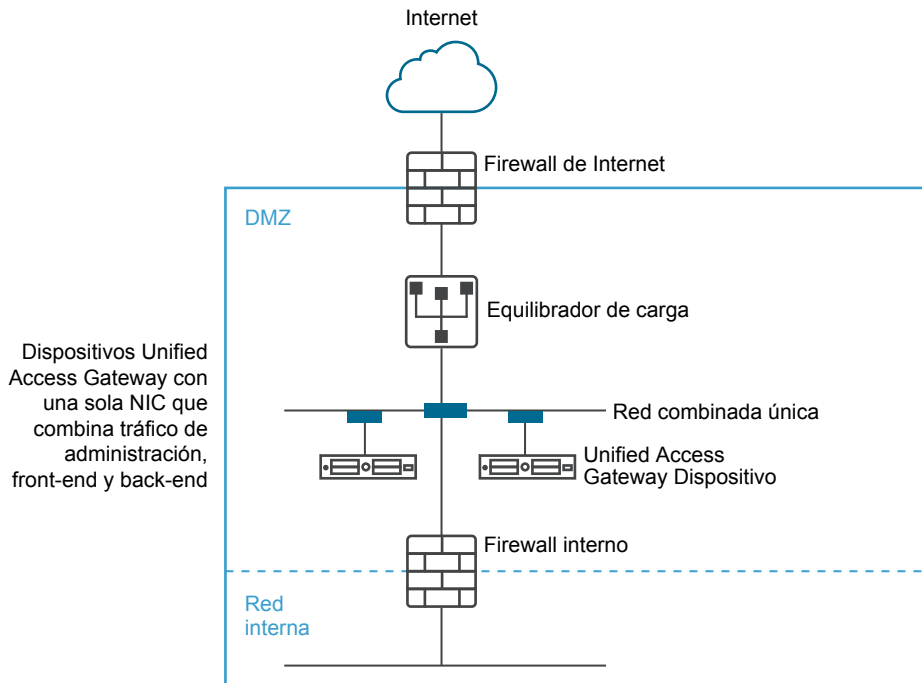 Internet
Firewall de Internet
DMZ
Equilibrador de carga
Dispositivos Unified
Access Gateway con
una sola NIC que
combina tráfico de
administración,
front-end y back-end
Red combinada única
Unified Access
Gateway Dispositivo
Firewall interno
Red
interna